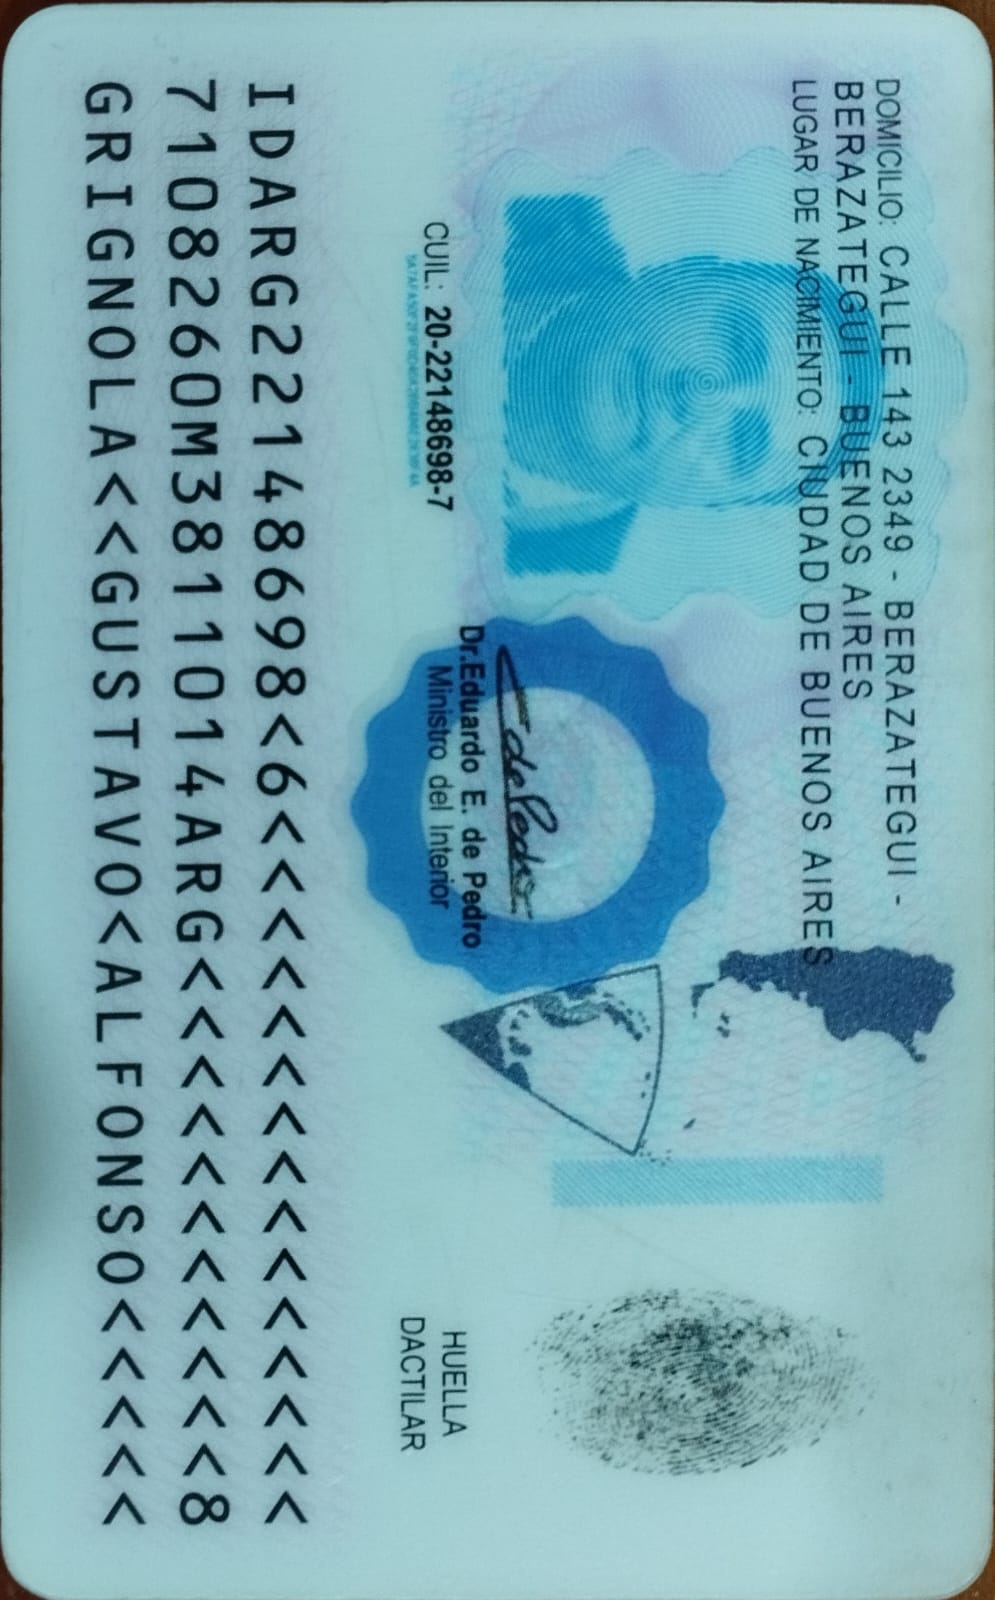 DOMICILIO: CALLE 143 2349 - BERAZATEGUI -
BERAZATEGUI - BUENOS AIRES
LUGAR DE NACIMIENTO: CIUDAD DE BUENOS AIRES
CUIL: 20-22148698-7
Dr.Eduardo E. de Pedro
Ministro del Interior
HUELLA
DACTILAR
IDARG22148698<6<<<<<<<<<<<<<<<
7108260M3811014ARG<<<<<<<<<<<8
GRIGNOLA<<GUSTAVO<ALFONSO<<<<<